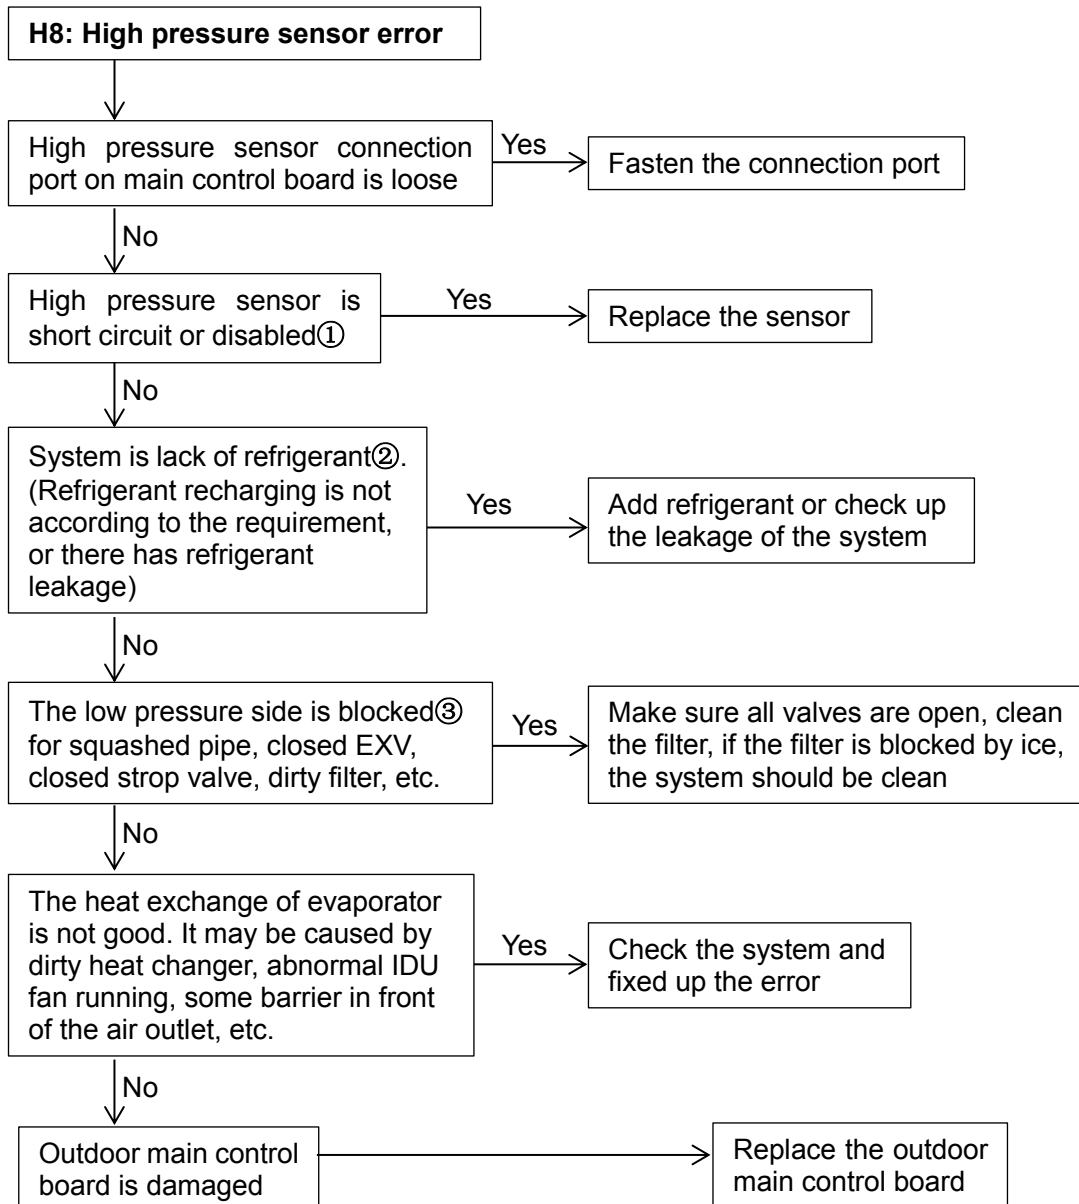 H8: High pressure sensor error
High pressure sensor connection
port on main control board is loose
Yes
Fasten the connection port
No
High pressure sensor is
short circuit or disabled①
Yes
Replace the sensor
No
System is lack of refrigerant②.
(Refrigerant recharging is not
according to the requirement,
or there has refrigerant
leakage)
Yes
Add refrigerant or check up
the leakage of the system
No
The low pressure side is blocked③
for squashed pipe, closed EXV,
closed strop valve, dirty filter, etc.
Yes
Make sure all valves are open, clean
the filter, if the filter is blocked by ice,
the system should be clean
No
The heat exchange of evaporator
is not good. It may be caused by
dirty heat changer, abnormal IDU
fan running, some barrier in front
of the air outlet, etc.
Yes
Check the system and
fixed up the error
No
Outdoor main control
board is damaged
Replace the outdoor
main control board